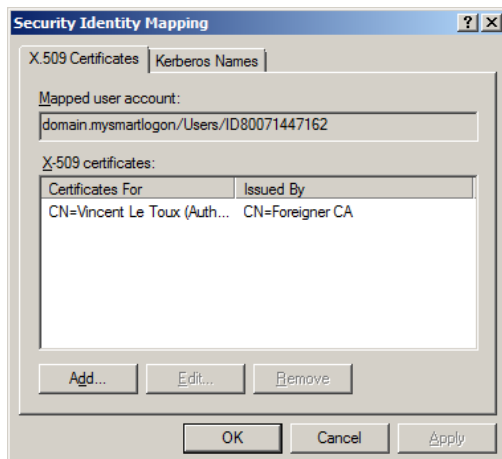 Security Identity Mapping
X.509 Certificates
Kerberos Names
Mapped user account:
domain.mysmartlogon/Users/ID80071447162
X-509 certificates:
Certificates For
Issued By
CN=Vincent Le Toux (Auth...
CN=Foreigner CA
Add...
Edit...
Remove
OK
Cancel
Apply